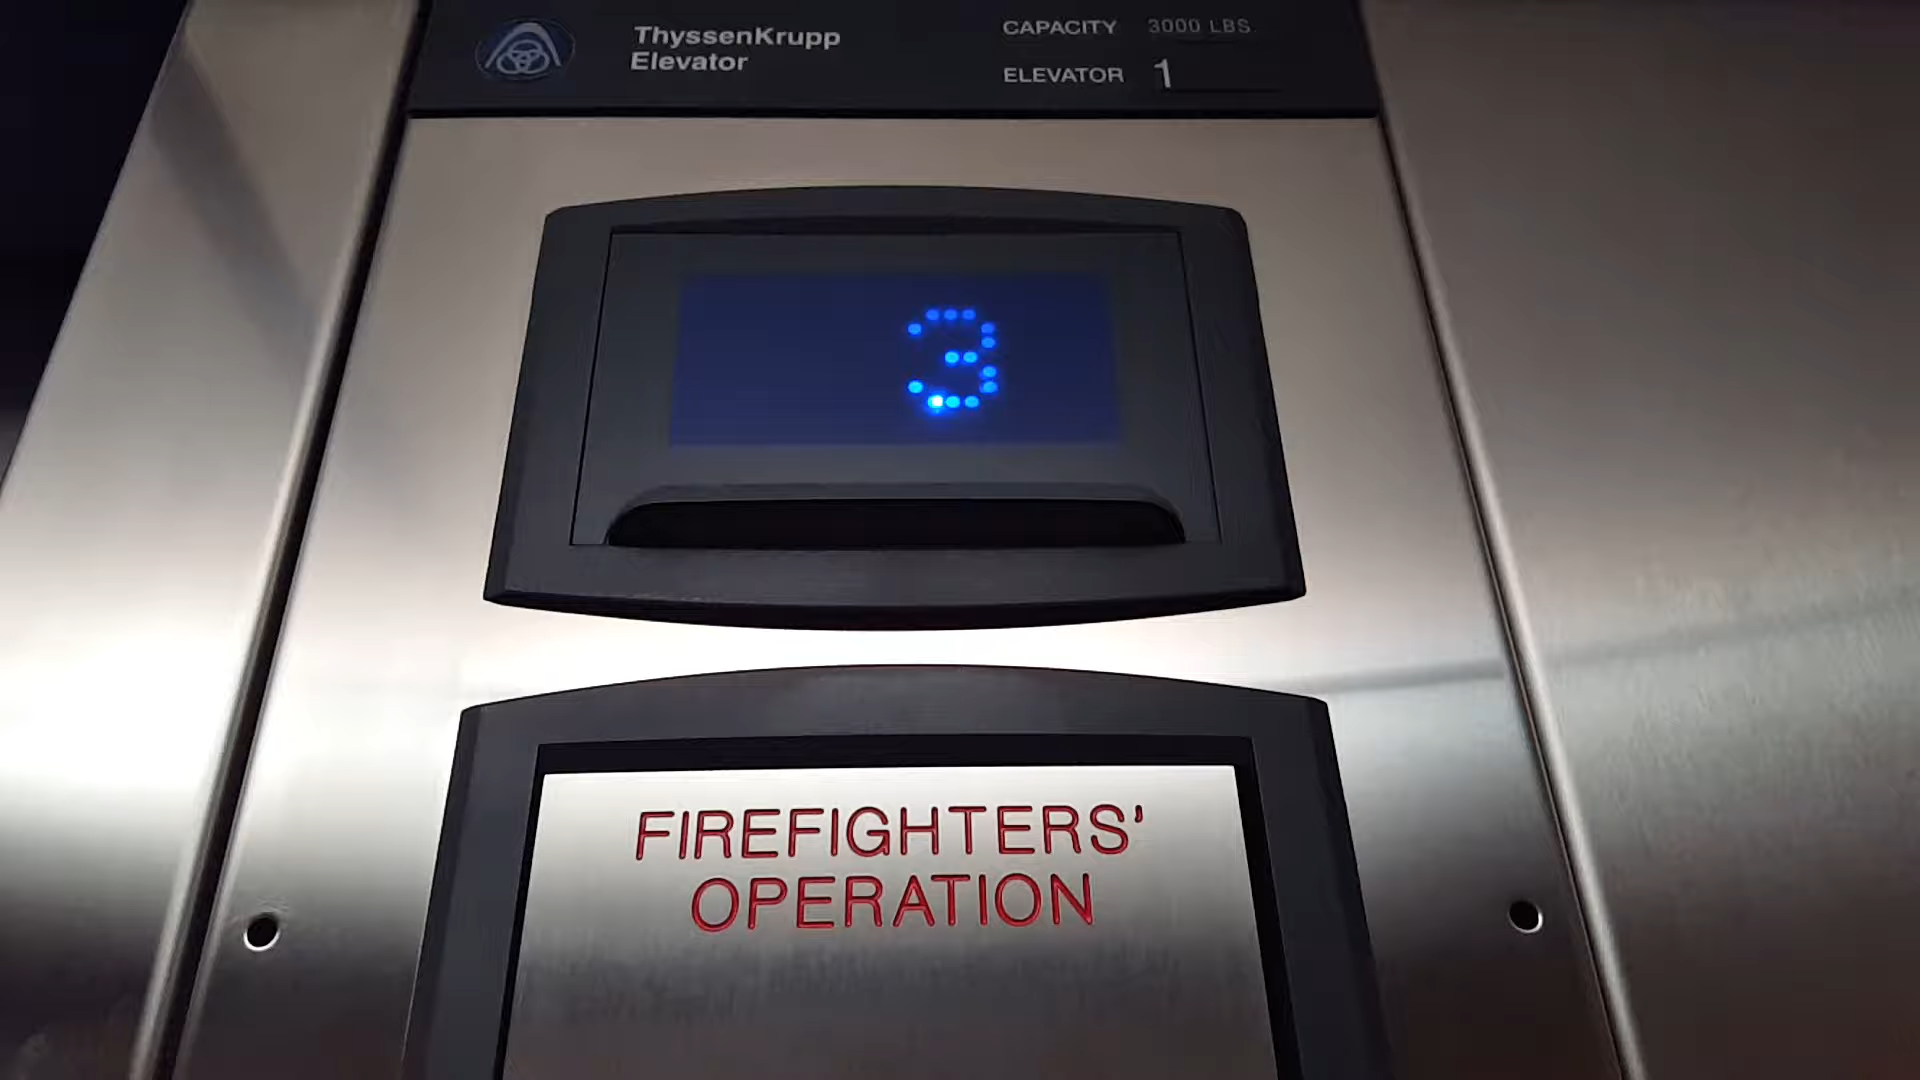 ThyssenKrupp
Elevator
CAPACITY 3000 LBS.
ELEVATOR 1
3
FIREFIGHTERS'
OPERATION